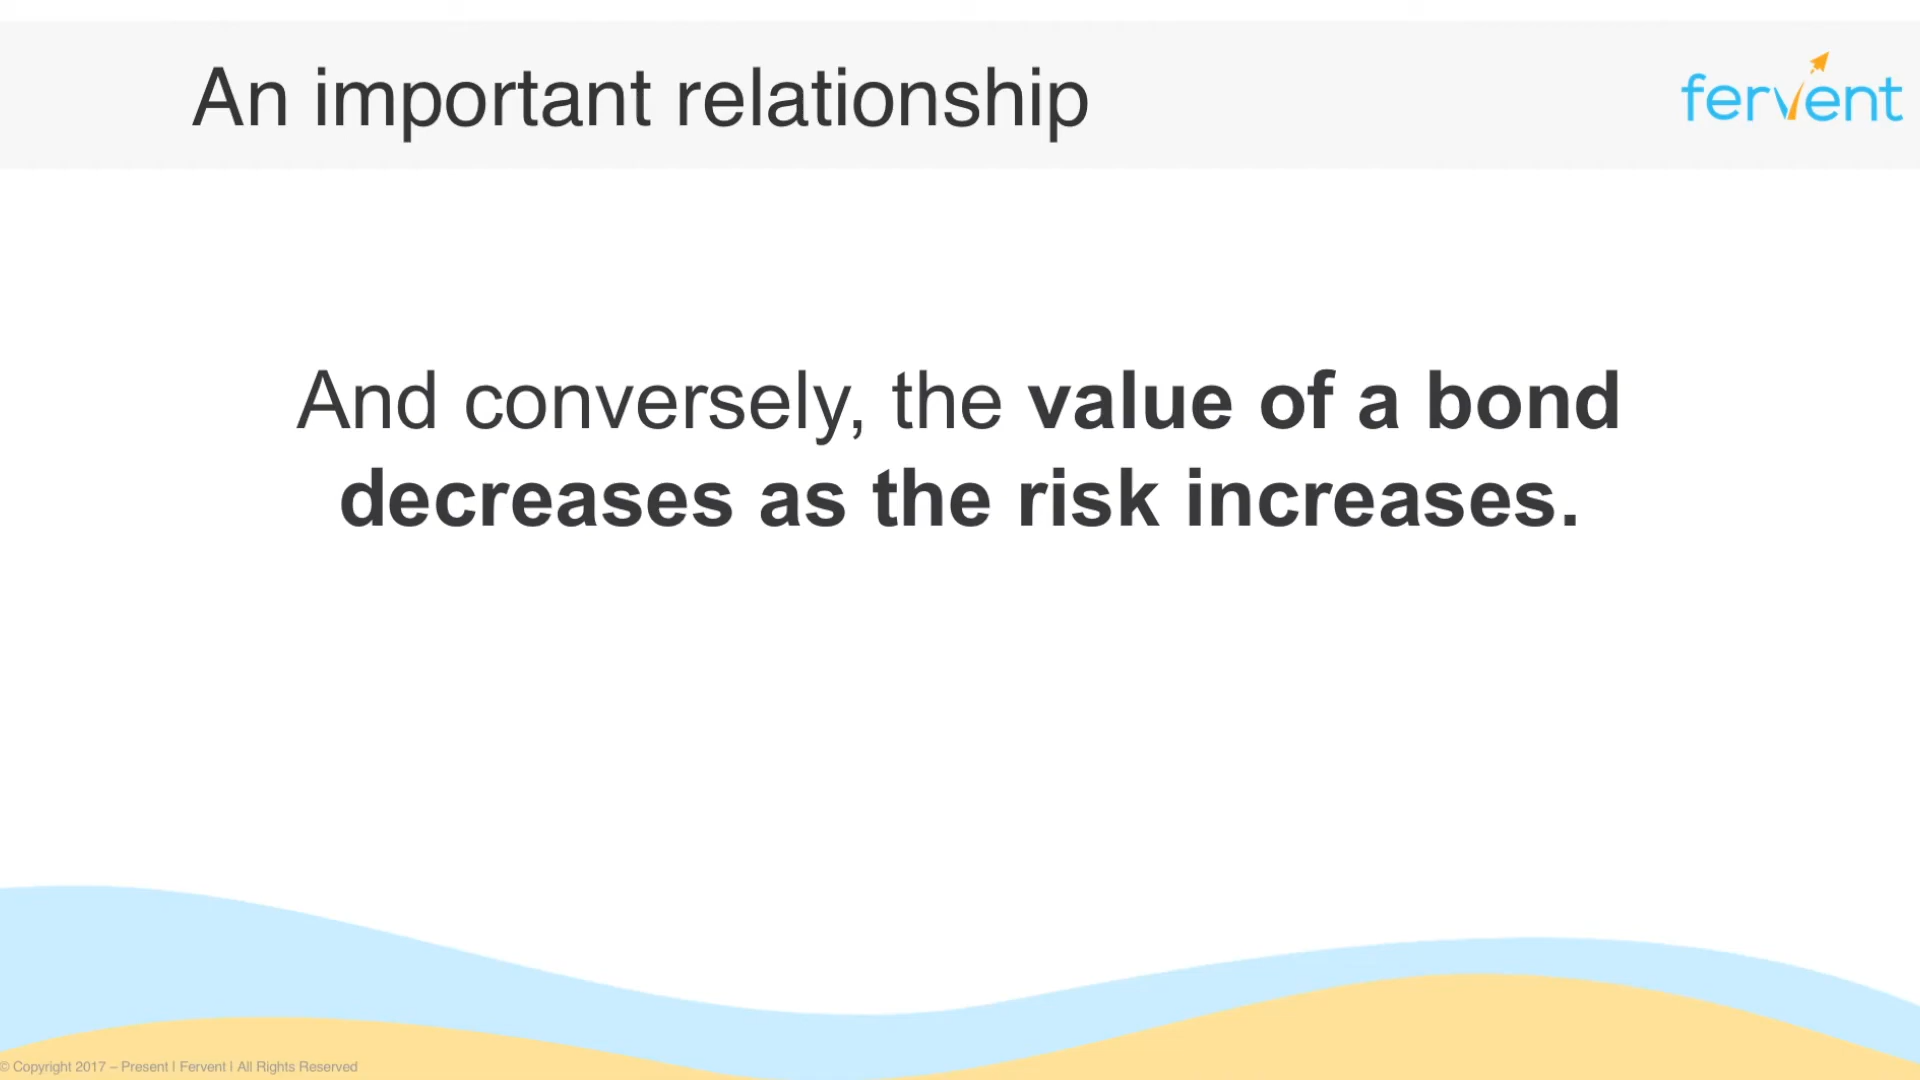 An important relationship
fervent
And conversely, the value of a bond
decreases as the risk increases.
© Copyright 2017 – Present | Fervent | All Rights Reserved